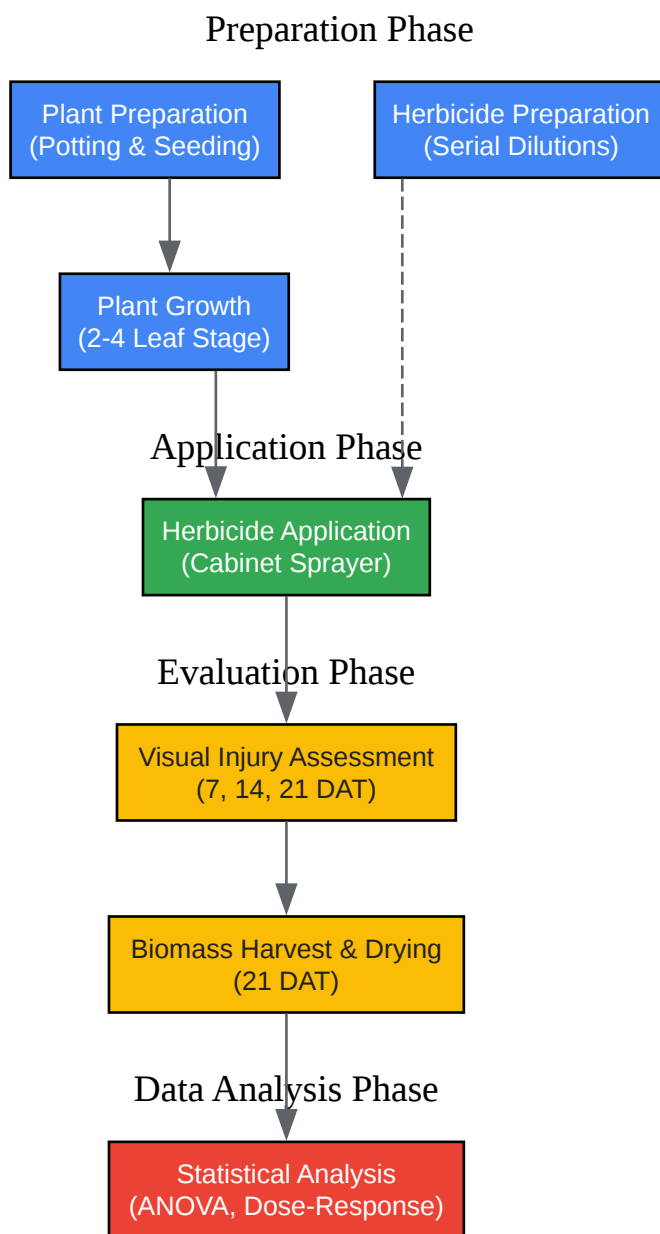 Preparation Phase
Plant Preparation
(Potting & Seeding)
Herbicide Preparation
(Serial Dilutions)
Plant Growth
(2-4 Leaf Stage)
Application Phase
Herbicide Application
(Cabinet Sprayer)
Evaluation Phase
Visual Injury Assessment
(7, 14, 21 DAT)
Biomass Harvest & Drying
(21 DAT)
Data Analysis Phase
Statistical Analysis
(ANOVA, Dose-Response)